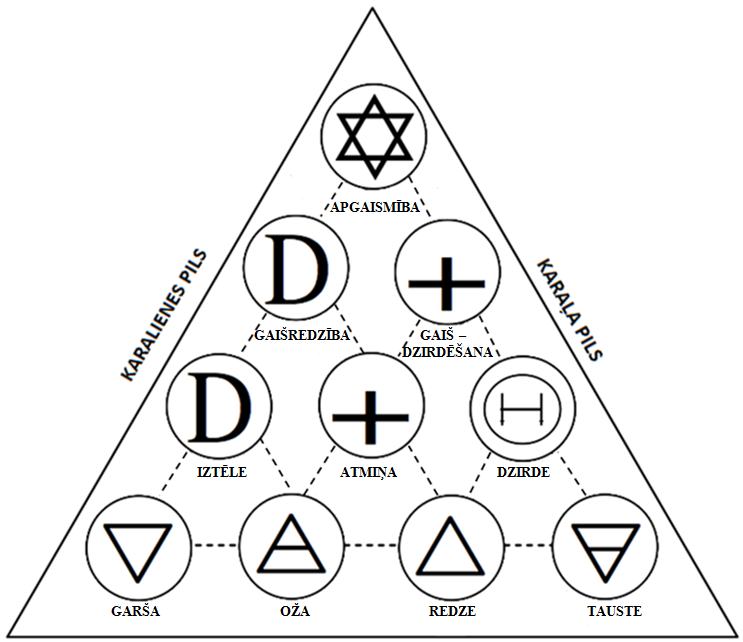 APGAISMĪBA
KARALIENES PILS
D
KARAĻA PILS
GAIŠREDZĪBA
GAIŠ –
DZIRDĒŠANA
D
IZTĒLE
ATMIŅA
DZIRDE
GARŠA
OŽA
REDZE
TAUSTE